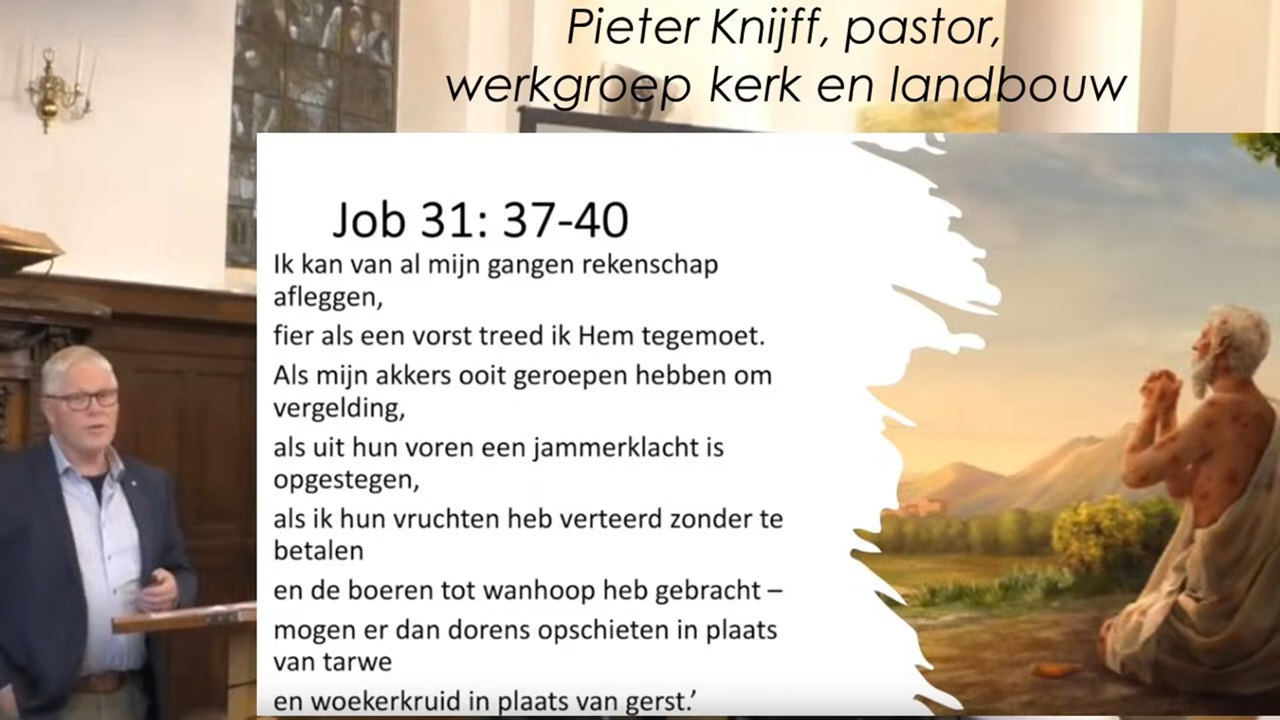 Pieter Knijff, pastor,
werkgroep kerk en landbouw
Job 31: 37-40
Ik kan van al mijn gangen rekenschap
afleggen,
fier als een vorst treed ik Hem tegemoet.
Als mijn akkers ooit geroepen hebben om
vergelding,
als uit hun voren een jammerklacht is
opgestegen,
als ik hun vruchten heb verteerd zonder te
betalen
en de boeren tot wanhoop heb gebracht –
mogen er dan dorens opschieten in plaats
van tarwe
en woekerkruid in plaats van gerst.’